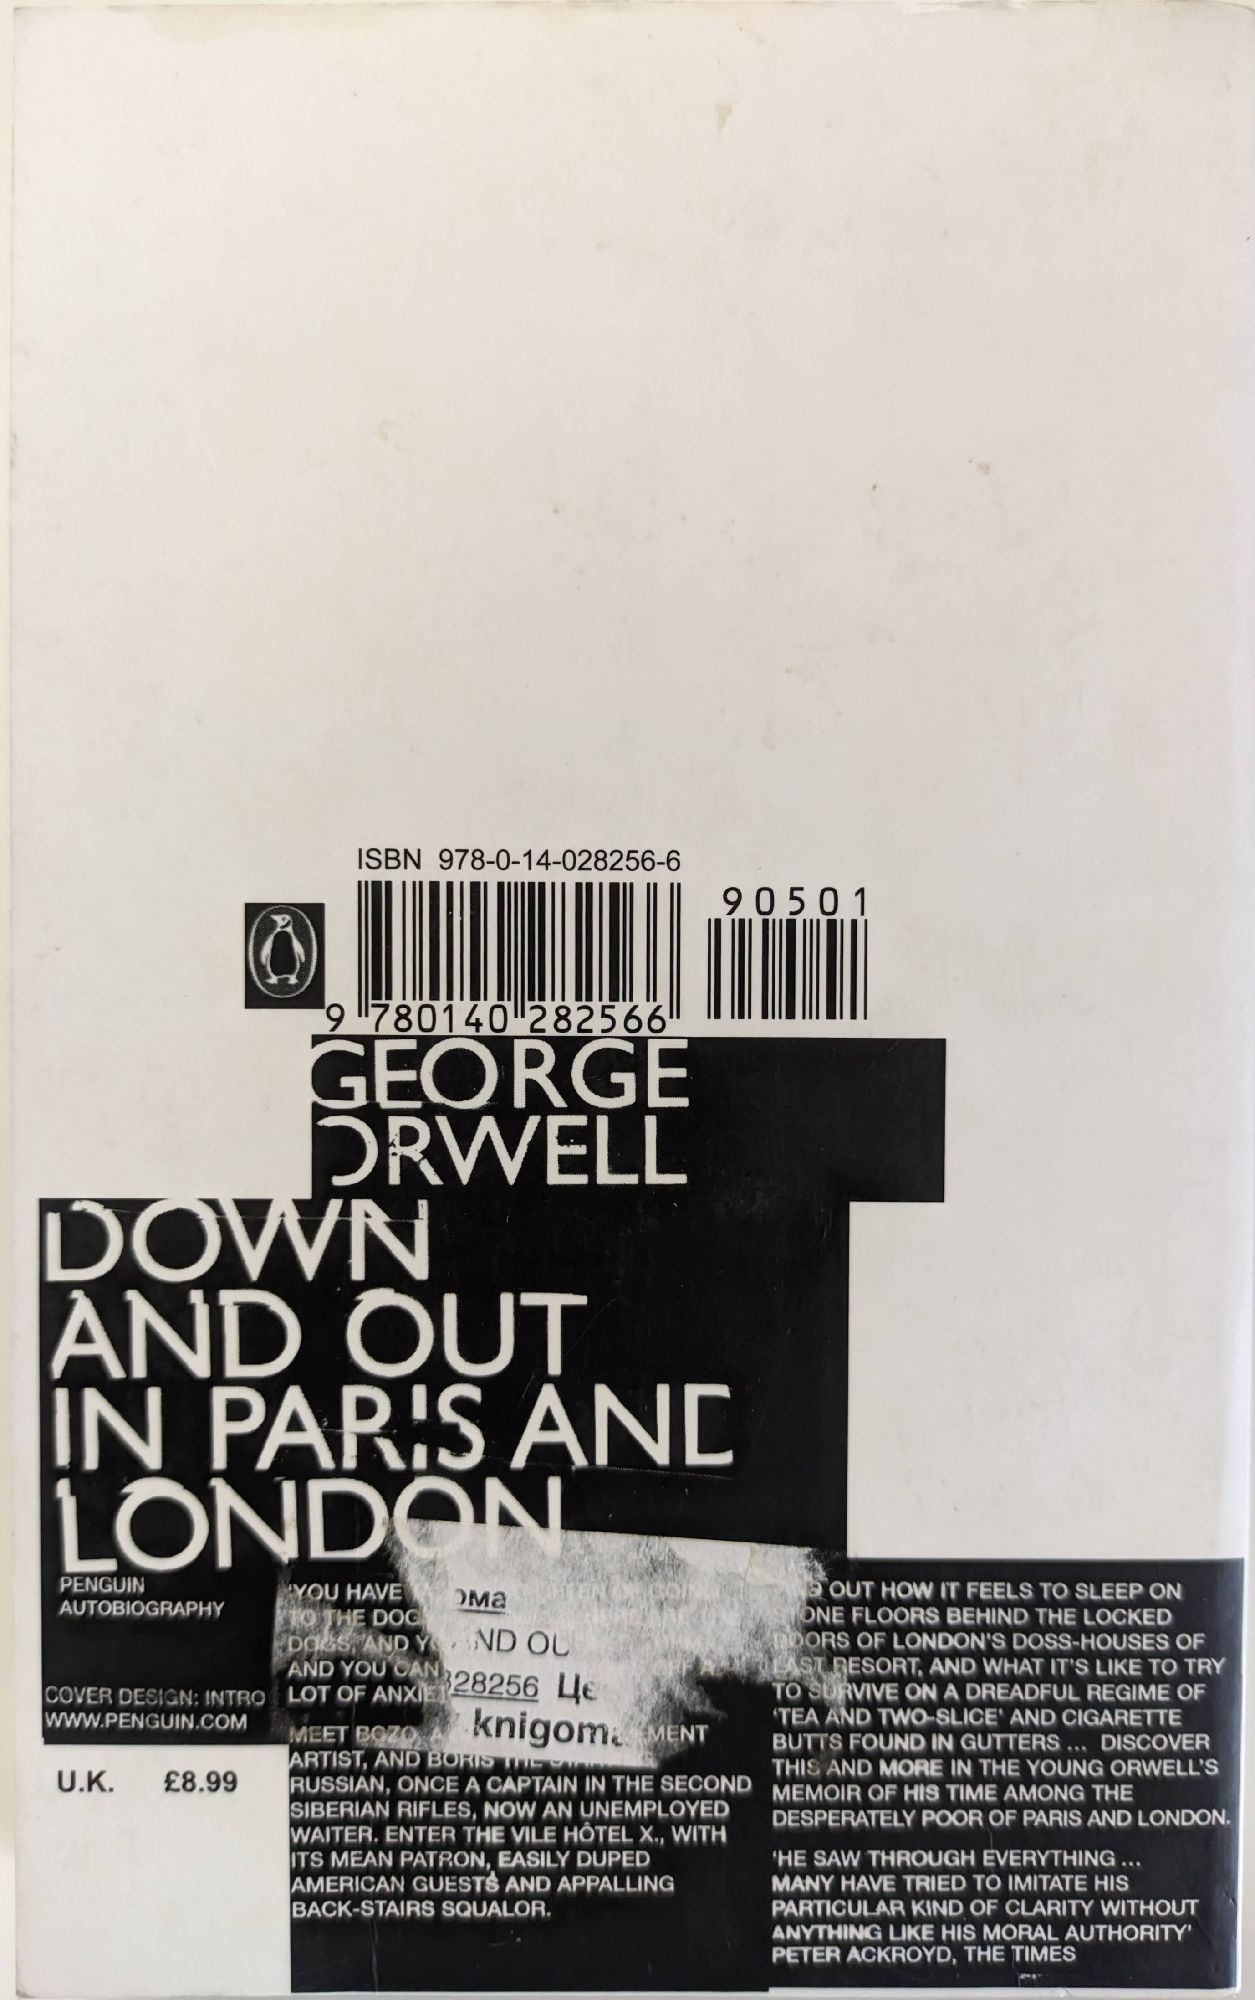 ISBN 978-0-14-028256-6
90501
9 780140 282566
GEORGE
ORWELL
DOWN
AND OUT
IN PARIS AND
LONDON
PENGUIN
AUTOBIOGRAPHY
COVER DESIGN: INTRO
WWW.PENGUIN.COM
U.K. £8.99
'YOU HAVE
TO THE DOG
DOGS, AND
AND YOU CAN
LOT OF
MEET BOZO,
ARTIST, AND BORIS THE
RUSSIAN, ONCE A CAPTAIN IN THE SECOND
SIBERIAN RIFLES, NOW AN UNEMPLOYED
WAITER. ENTER THE VILE HÔTEL X., WITH
ITS MEAN PATRON, EASILY DUPED
AMERICAN GUESTS AND APPALLING
BACK-STAIRS SQUALOR.
ома
ND OU
28256 Це
knigoma
OUT HOW IT FEELS TO SLEEP ON
STONE FLOORS BEHIND THE LOCKED
DOORS OF LONDON'S DOSS-HOUSES OF
LAST RESORT, AND WHAT IT'S LIKE TO TRY
TO SURVIVE ON A DREADFUL REGIME OF
'TEA AND TWO-SLICE' AND CIGARETTE
BUTTS FOUND IN GUTTERS ... DISCOVER
THIS AND MORE IN THE YOUNG ORWELL'S
MEMOIR OF HIS TIME AMONG THE
DESPERATELY POOR OF PARIS AND LONDON.
'HE SAW THROUGH EVERYTHING ...
MANY HAVE TRIED TO IMITATE HIS
PARTICULAR KIND OF CLARITY WITHOUT
ANYTHING LIKE HIS MORAL AUTHORITY'
PETER ACKROYD, THE TIMES